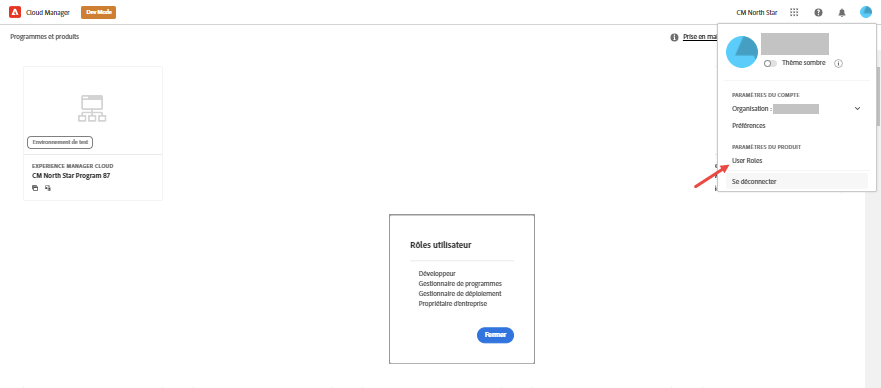 Cloud Manager
Dev Mode
CM North Star
Programmes et produits
Prise en mai
Thème sombre
PARAMÈTRES DU COMPTE
Organisation :
Préférences
PARAMÈTRES DU PRODUIT
User Roles
Se déconnecter
Environnement de test
EXPERIENCE MANAGER CLOUD
CM North Star Program 87
Rôles utilisateur
Développeur
Gestionnaire de programmes
Gestionnaire de déploiement
Propriétaire d'entreprise
Fermer